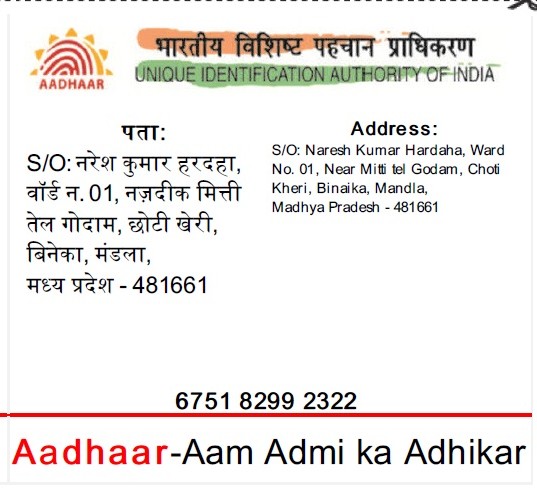 AADHAAR
भारतीय विशिष्ट पहचान प्राधिकरण
UNIQUE IDENTIFICATION AUTHORITY OF INDIA
पता:
S/O: नरेश कुमार हरदहा,
वॉर्ड न. 01, नज़दीक मित्ती
तेल गोदाम, छोटी खेरी,
बिनेका, मंडला,
मध्य प्रदेश - 481661
Address:
S/O: Naresh Kumar Hardaha, Ward
No. 01, Near Mitti tel Godam, Choti
Kheri, Binaika, Mandla,
Madhya Pradesh - 481661
6751 8299 2322
Aadhaar-Aam Admi ka Adhikar